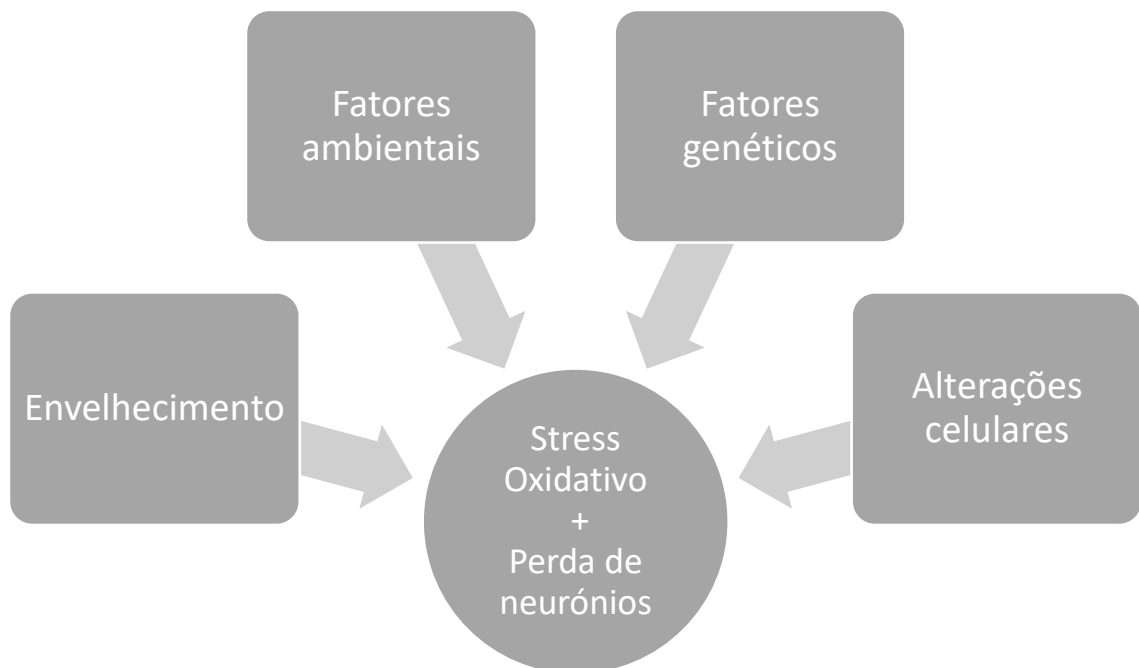 Fatores
ambientais
Fatores
genéticos
Envelhecimento
Alterações
celulares
Stress
Oxidativo
+
Perda de
neurónios